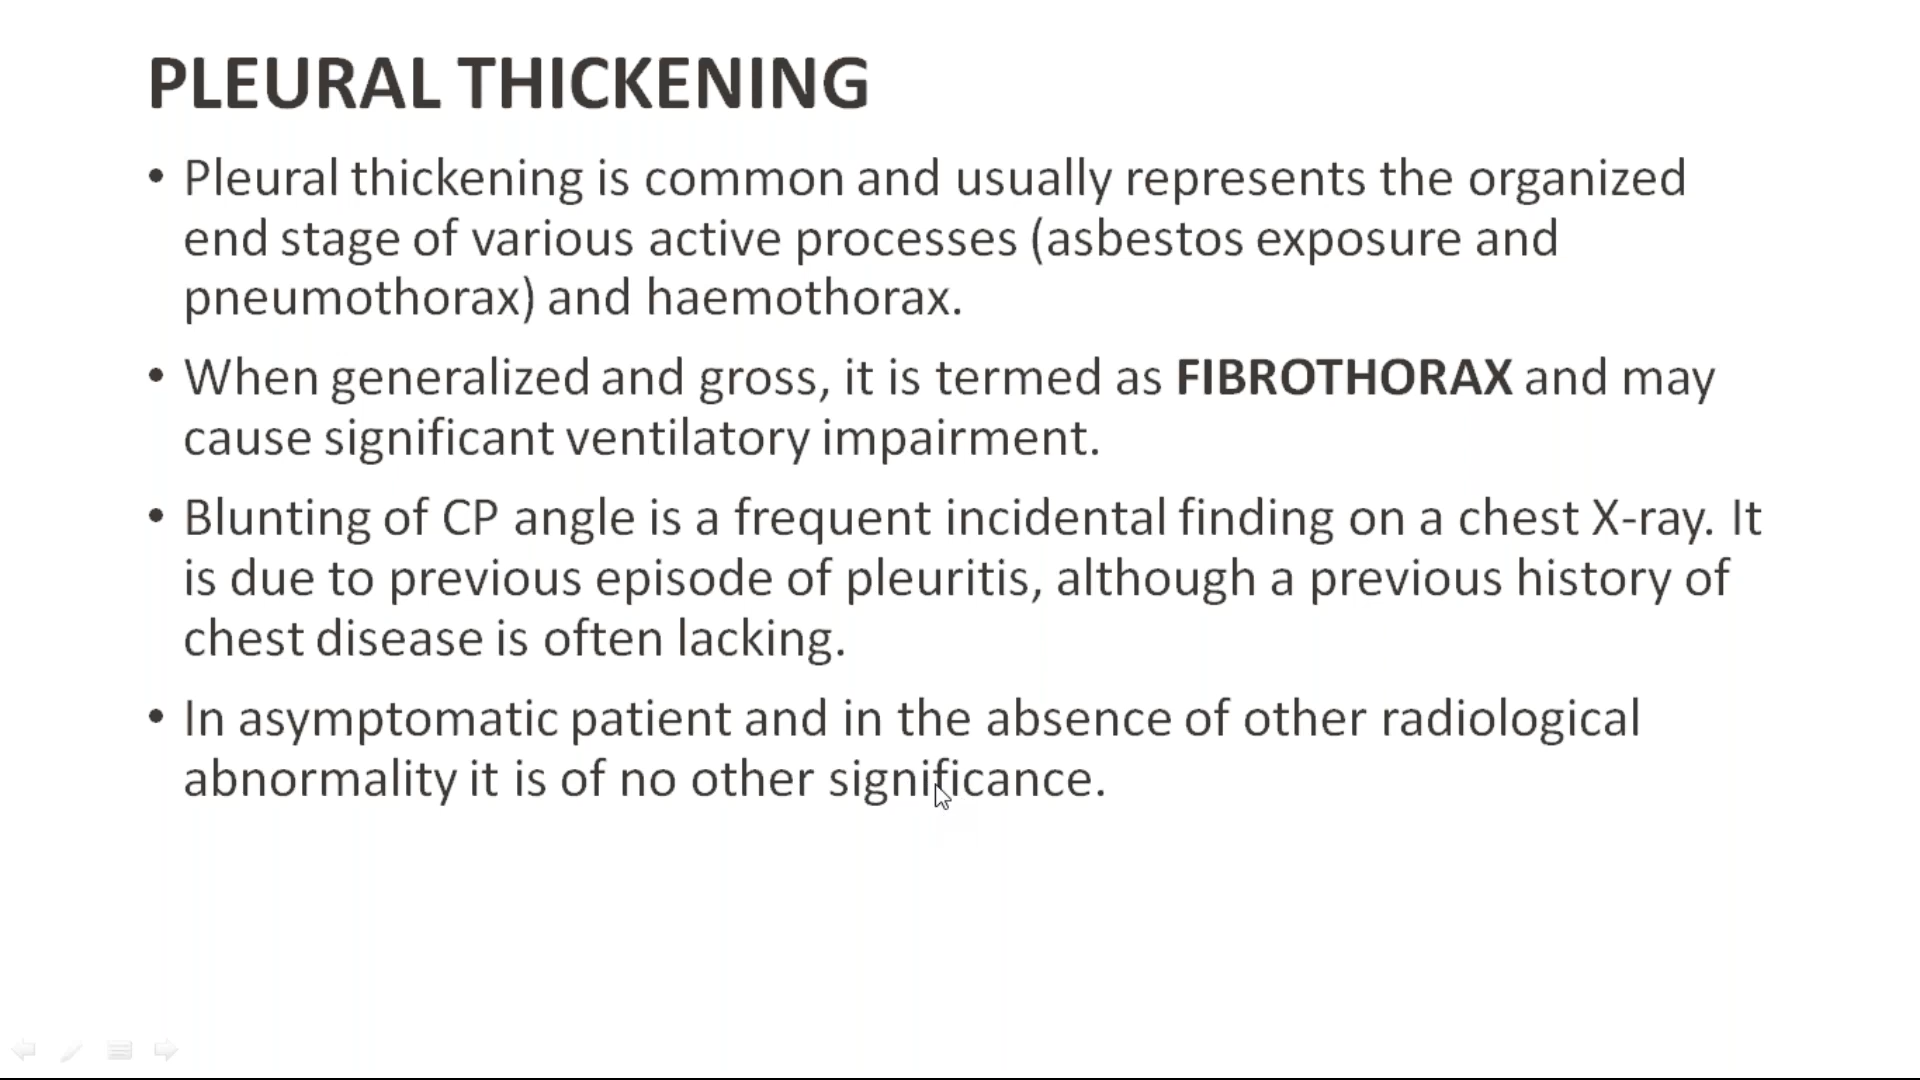 PLEURAL THICKENING
• Pleural thickening is common and usually represents the organized
end stage of various active processes (asbestos exposure and
pneumothorax) and haemothorax.
• When generalized and gross, it is termed as FIBROTHORAX and may
cause significant ventilatory impairment.
• Blunting of CP angle is a frequent incidental finding on a chest X-ray. It
is due to previous episode of pleuritis, although a previous history of
chest disease is often lacking.
• In asymptomatic patient and in the absence of other radiological
abnormality it is of no other significance.